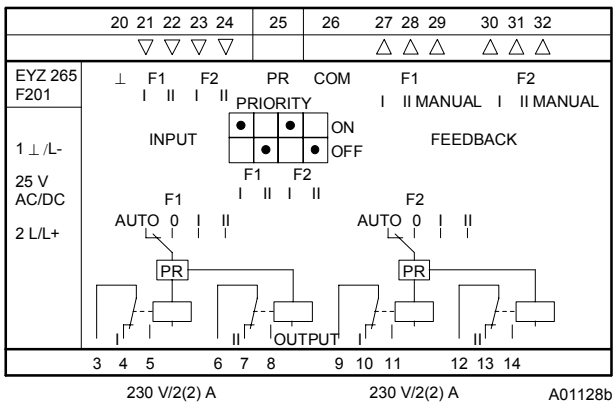 20 21 22 23 24 25 26 27 28 29 30 31 32
EYZ 265
F201
⊥ F1 F2 PR COM F1 F2
I II I II I II MANUAL I II MANUAL
PRIORITY
ON
OFF
INPUT FEEDBACK
1 ⊥ /L-
F1 F2
I II I II
25 V
AC/DC
2 L/L+
F1 F2
AUTO 0 I II AUTO 0 I II
PR PR
I II OUTPUT I II
3 4 5 6 7 8 9 10 11 12 13 14
230 V/2(2) A 230 V/2(2) A A01128b